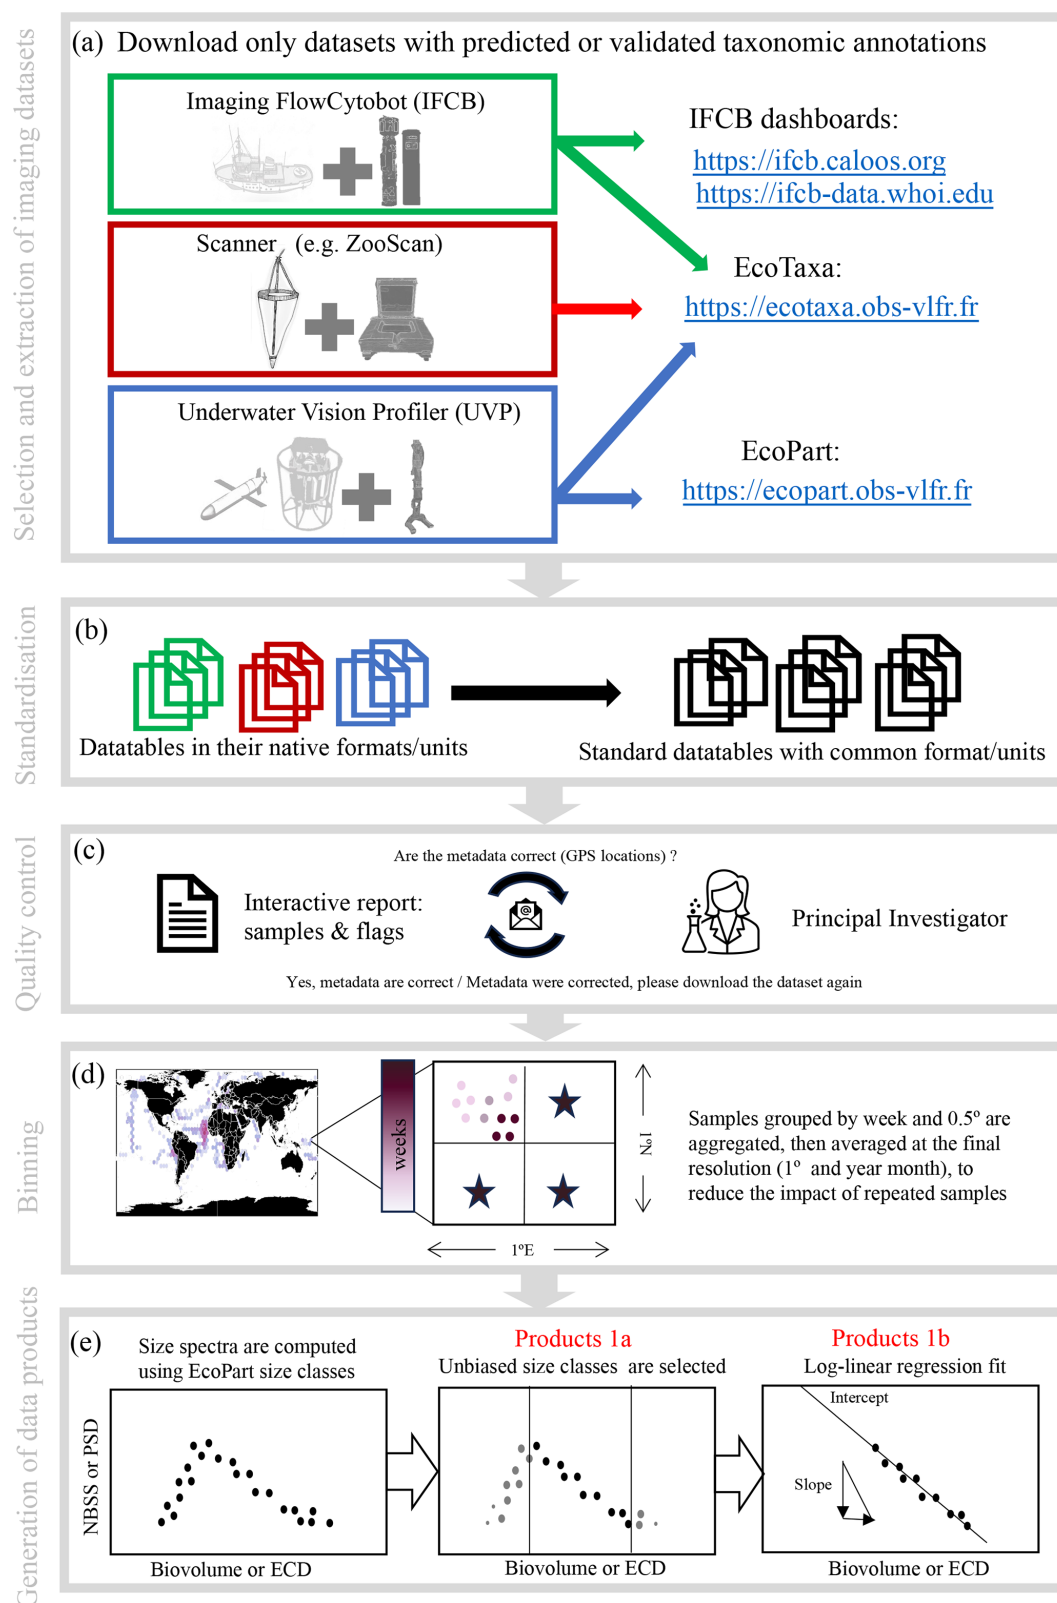 Selection and extraction of imaging datasets
(a) Download only datasets with predicted or validated taxonomic annotations
Imaging FlowCytobot (IFCB)
IFCB dashboards:
https://ifcb.caloos.org
https://ifcb-data.whoi.edu
Scanner (e.g. ZooScan)
EcoTaxa:
https://ecotaxa.obs-vlfr.fr
Underwater Vision Profiler (UVP)
EcoPart:
https://ecopart.obs-vlfr.fr
Standardisation
(b)
Datatables in their native formats/units
Standard datatables with common format/units
Quality control
(c)
Are the metadata correct (GPS locations) ?
Interactive report:
samples & flags
@
Principal Investigator
Yes, metadata are correct / Metadata were corrected, please download the dataset again
Binning
(d)
weeks
1ºN
1ºE
Samples grouped by week and 0.5º are
aggregated, then averaged at the final
resolution (1º and year month), to
reduce the impact of repeated samples
Generation of data products
(e)
Size spectra are computed
using EcoPart size classes
NBSS or PSD
Biovolume or ECD
Products 1a
Unbiased size classes are selected
Biovolume or ECD
Products 1b
Log-linear regression fit
Intercept
Slope
Biovolume or ECD